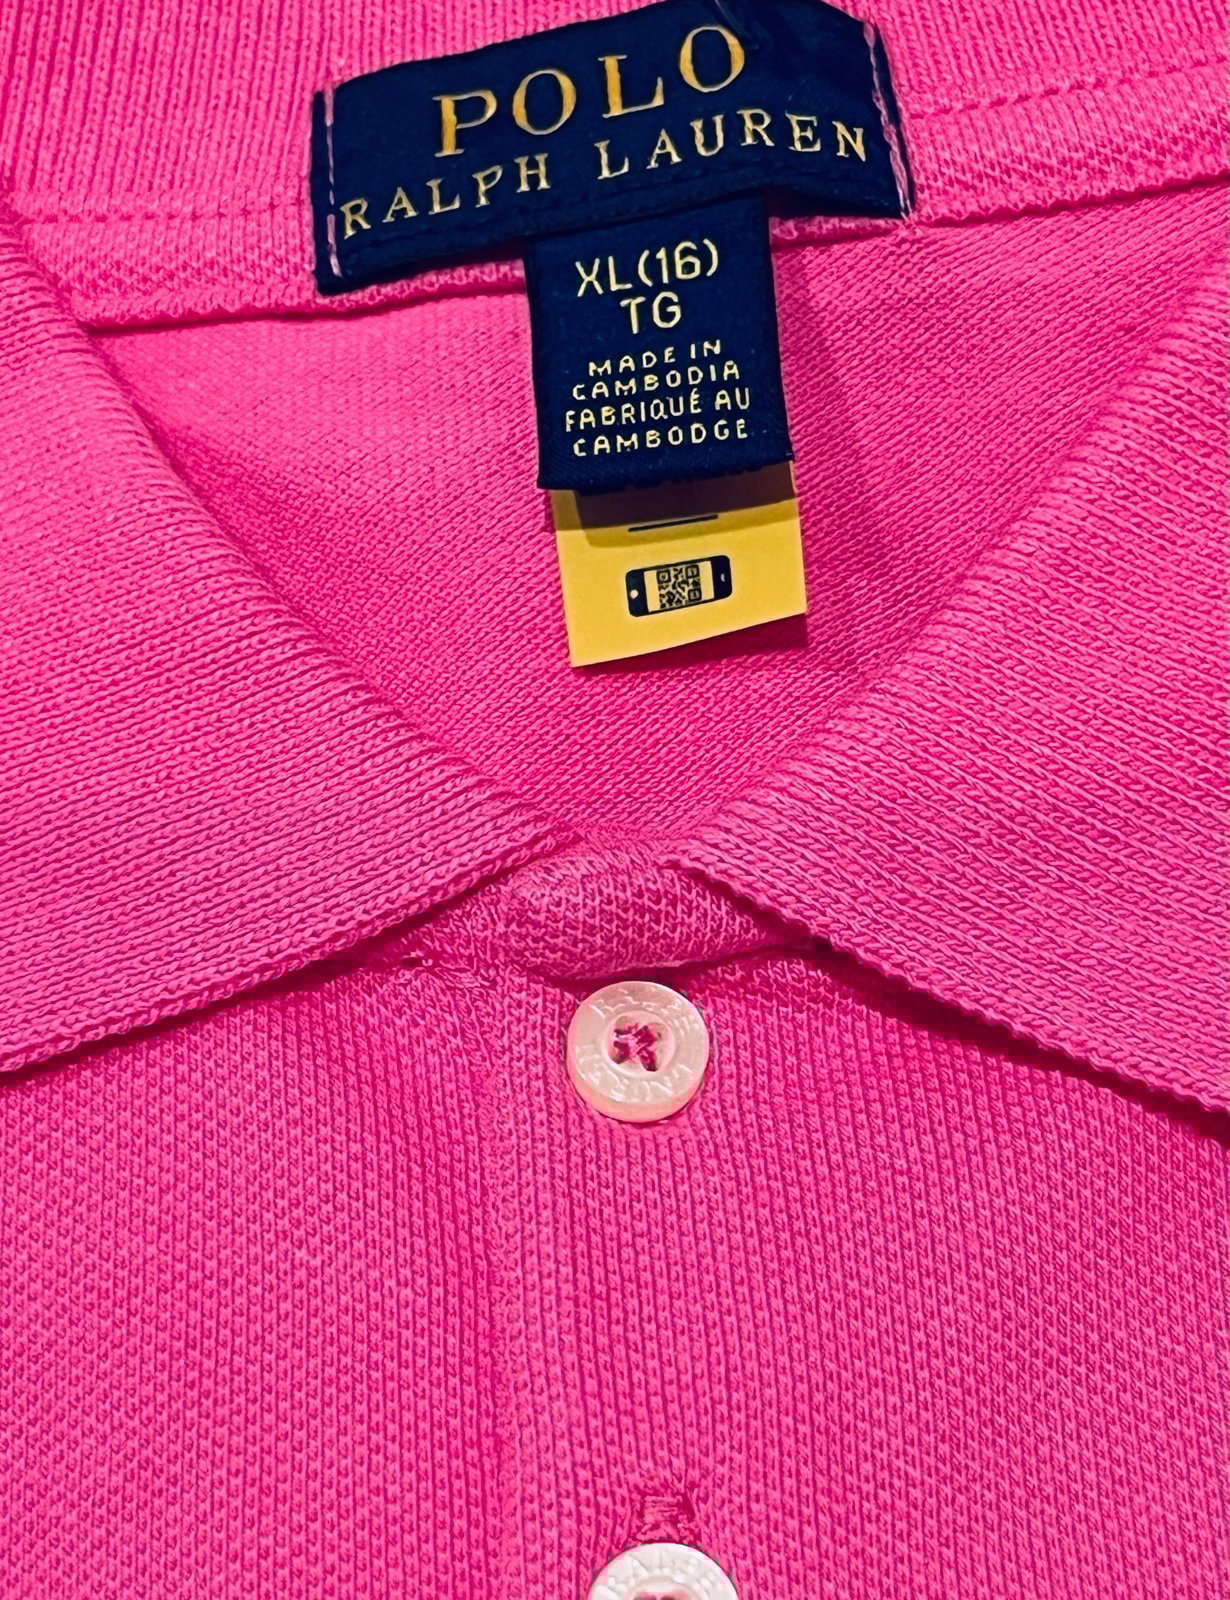 POLO
RALPH LAUREN
XL(16)
TG
MADE IN
CAMBODIA
FABRIQUÉ AU
CAMBODGE